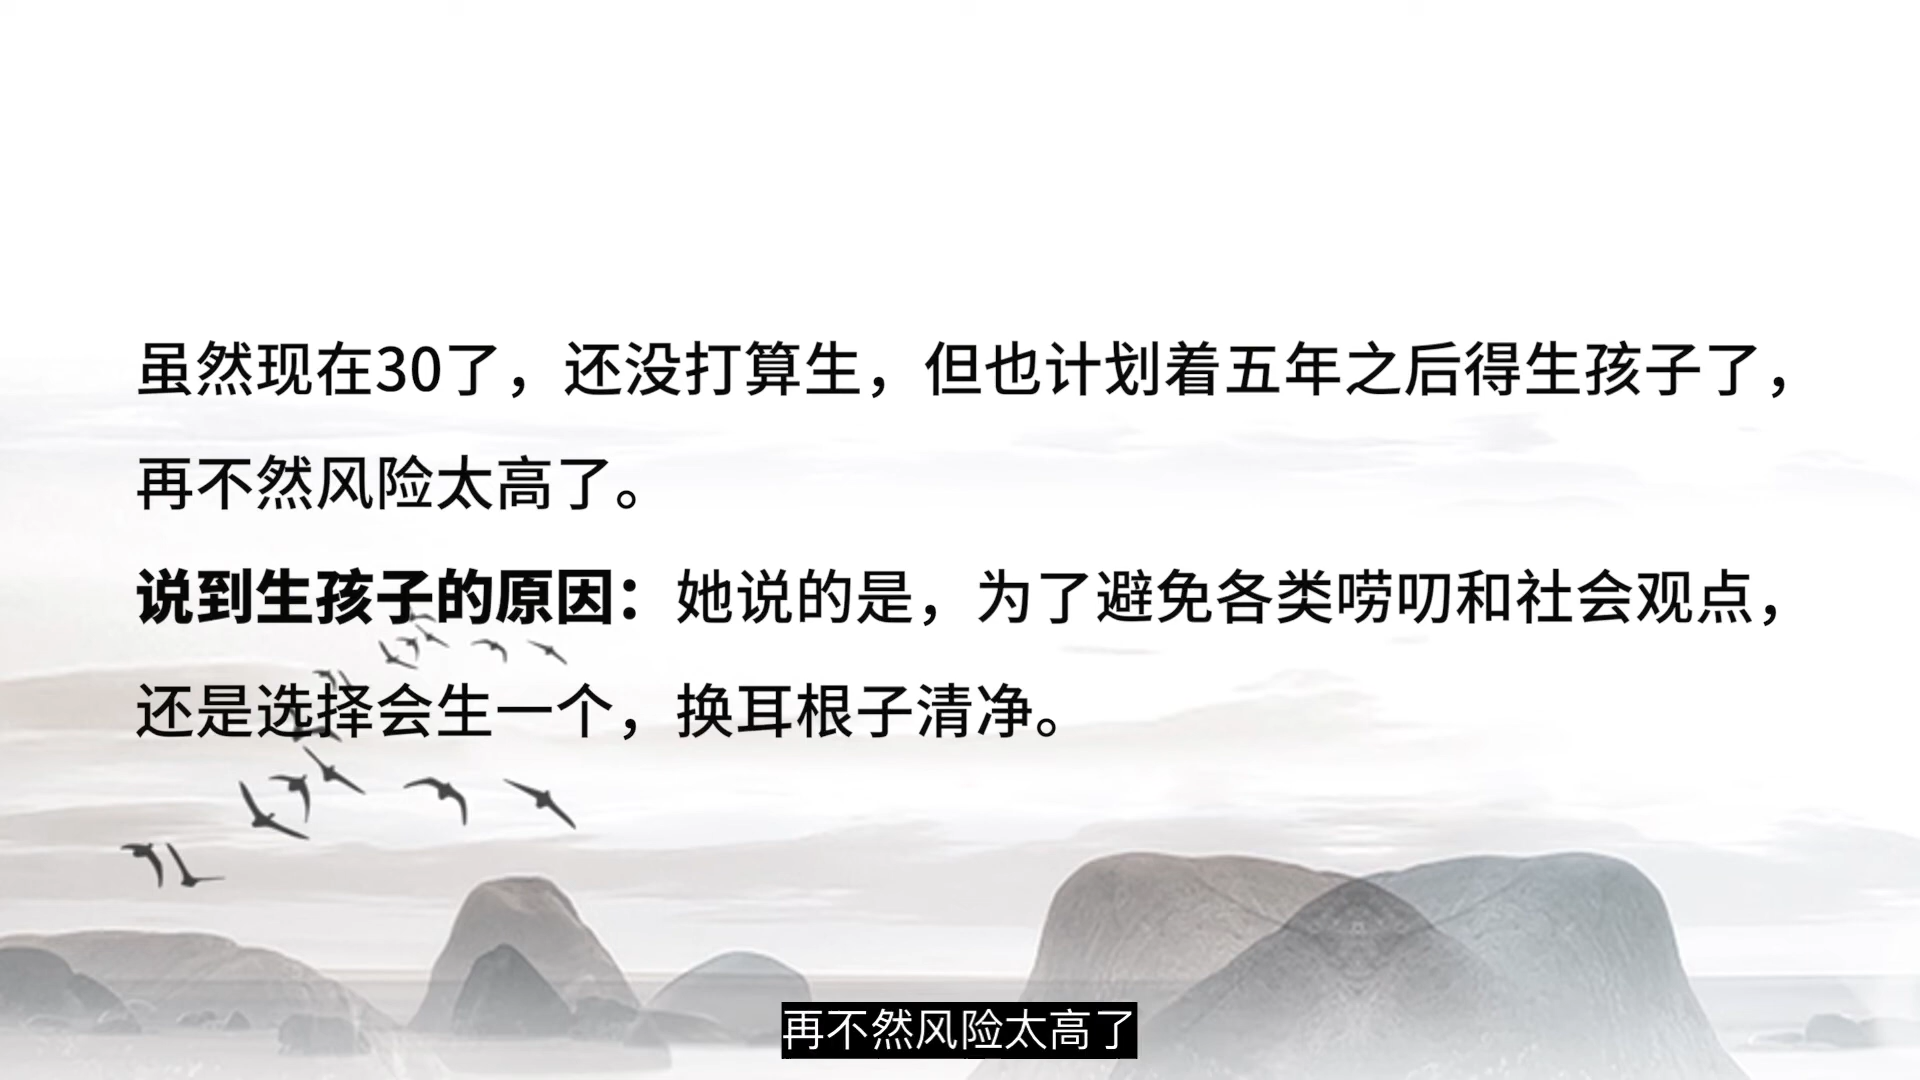 虽然现在30了，还没打算生，但也计划着五年之后得生孩子了，
再不然风险太高了。
说到生孩子的原因：她说的是，为了避免各类唠叨和社会观点，
还是选择会生一个，换耳根子清净。
再不然风险太高了